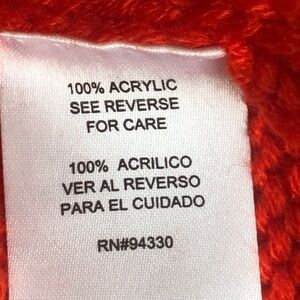 100% ACRYLIC
SEE REVERSE
FOR CARE
100% ACRILICO
VER AL REVERSO
PARA EL CUIDADO
RN#94330